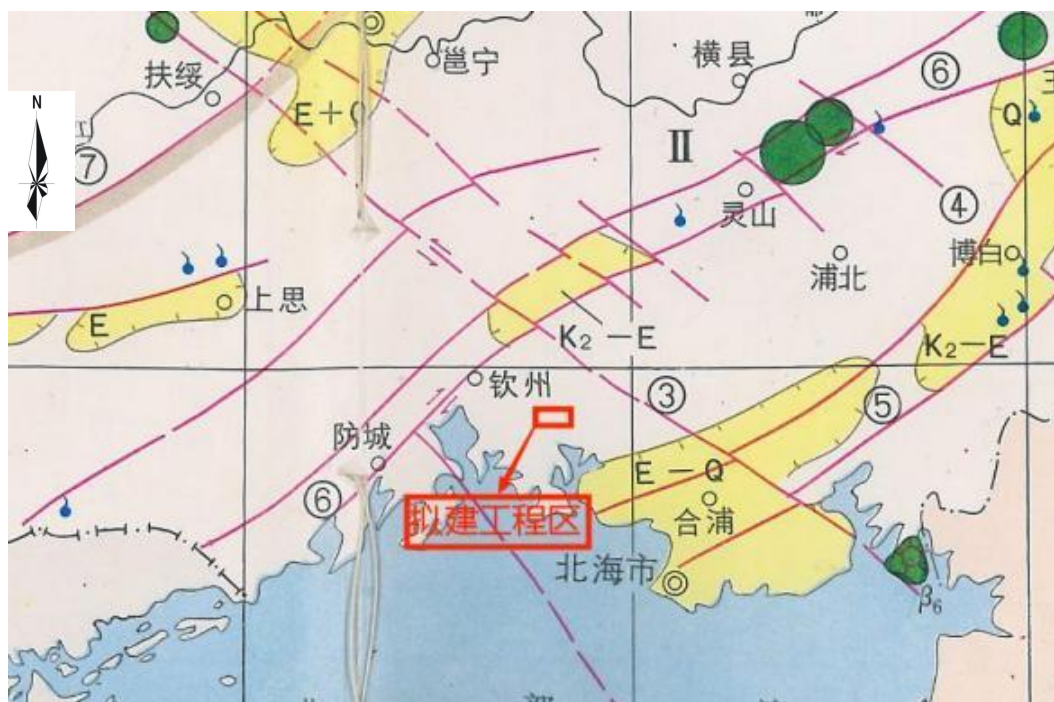 横县
邕宁
扶绥
⑥
E+Q
Q
N
II
⑦
灵山
④
浦北
博白
上思
E
K₂-E
K₂-E
钦州
③
⑤
防城
E-Q
⑥
拟建工程区
合浦
北海市
β₆